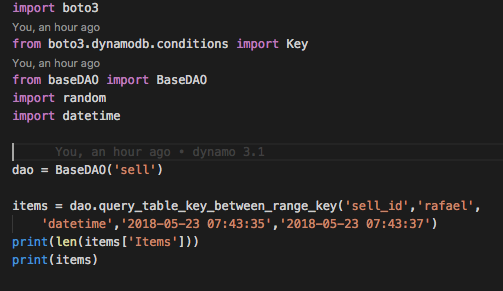 import boto3
You, an hour ago
from boto3.dynamodb.conditions import Key
You, an hour ago
from baseDAO import BaseDAO
import random
import datetime
You, an hour ago • dynamo 3.1
dao = BaseDAO('sell')
items = dao.query_table_key_between_range_key('sell_id','rafael',
'datetime','2018-05-23 07:43:35','2018-05-23 07:43:37')
print(len(items['Items']))
print(items)